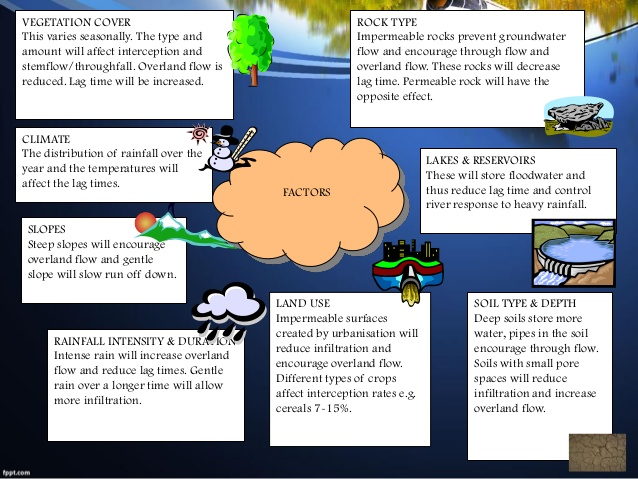 VEGETATION COVER
This varies seasonally. The type and
amount will affect interception and
stemflow/throughfall. Overland flow is
reduced. Lag time will be increased.
ROCK TYPE
Impermeable rocks prevent groundwater
flow and encourage through flow and
overland flow. These rocks will decrease
lag time. Permeable rock will have the
opposite effect.
CLIMATE
The distribution of rainfall over the
year and the temperatures will
affect the lag times.
FACTORS
LAKES & RESERVOIRS
These will store floodwater and
thus reduce lag time and control
river response to heavy rainfall.
SLOPES
Steep slopes will encourage
overland flow and gentle
slope will slow run off down.
RAINFALL INTENSITY & DURATION
Intense rain will increase overland
flow and reduce lag times. Gentle
rain over a longer time will allow
more infiltration.
LAND USE
Impermeable surfaces
created by urbanisation will
reduce infiltration and
encourage overland flow.
Different types of crops
affect interception rates e.g.
cereals 7-15%.
SOIL TYPE & DEPTH
Deep soils store more
water, pipes in the soil
encourage through flow.
Soils with small pore
spaces will reduce
infiltration and increase
overland flow.
fppt.com